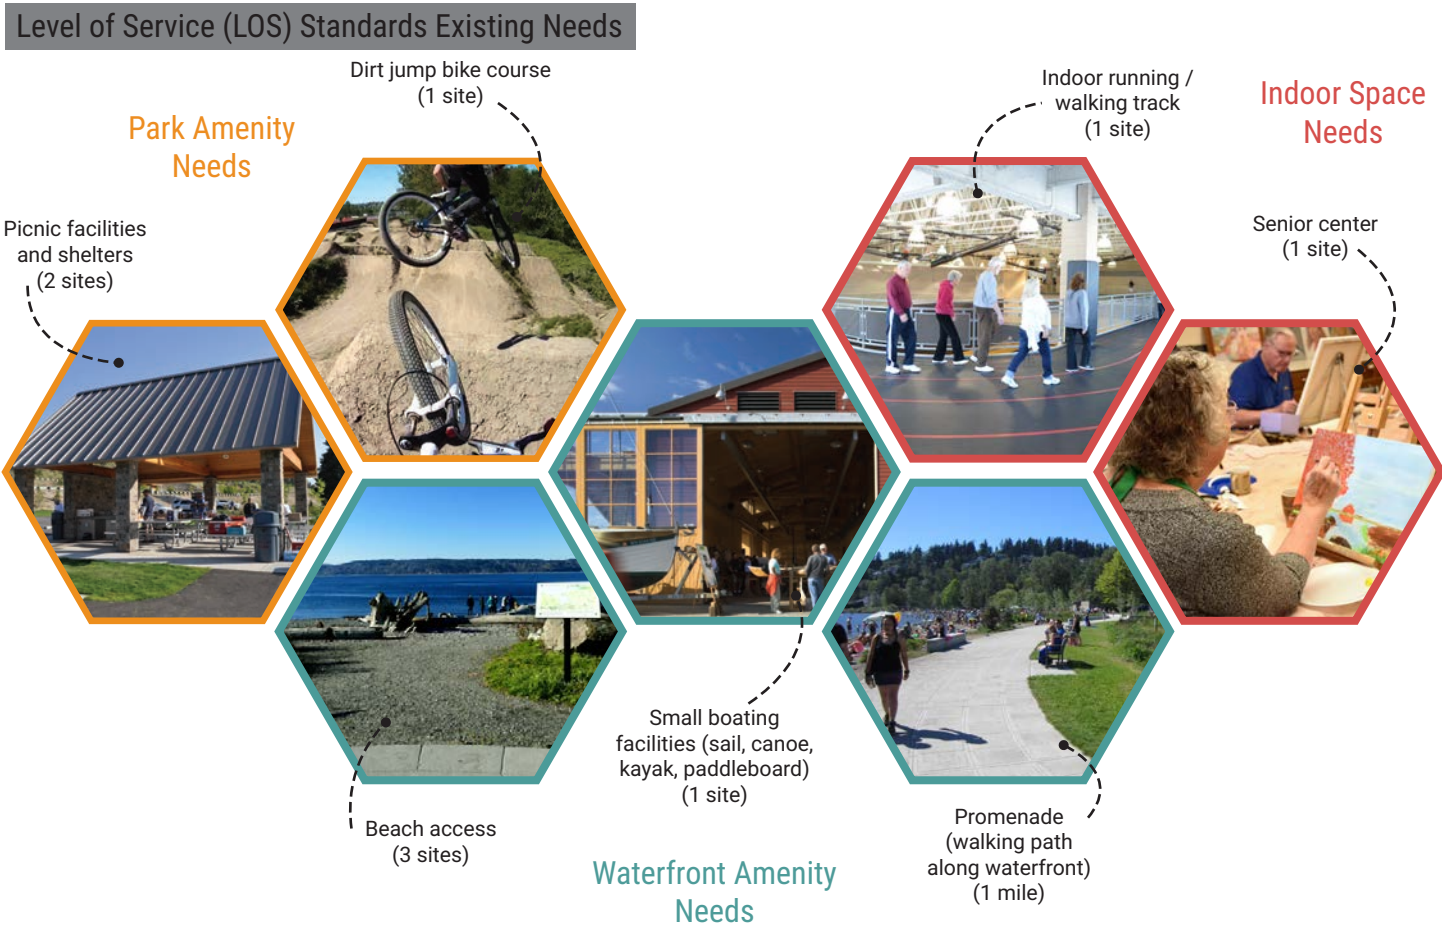 Level of Service (LOS) Standards Existing Needs
Dirt jump bike course
(1 site)
Park Amenity
Needs
Picnic facilities
and shelters
(2 sites)
Indoor running /
walking track
(1 site)
Indoor Space
Needs
Senior center
(1 site)
Small boating
facilities (sail, canoe,
kayak, paddleboard)
(1 site)
Beach access
(3 sites)
Promenade
(walking path
along waterfront)
(1 mile)
Waterfront Amenity
Needs